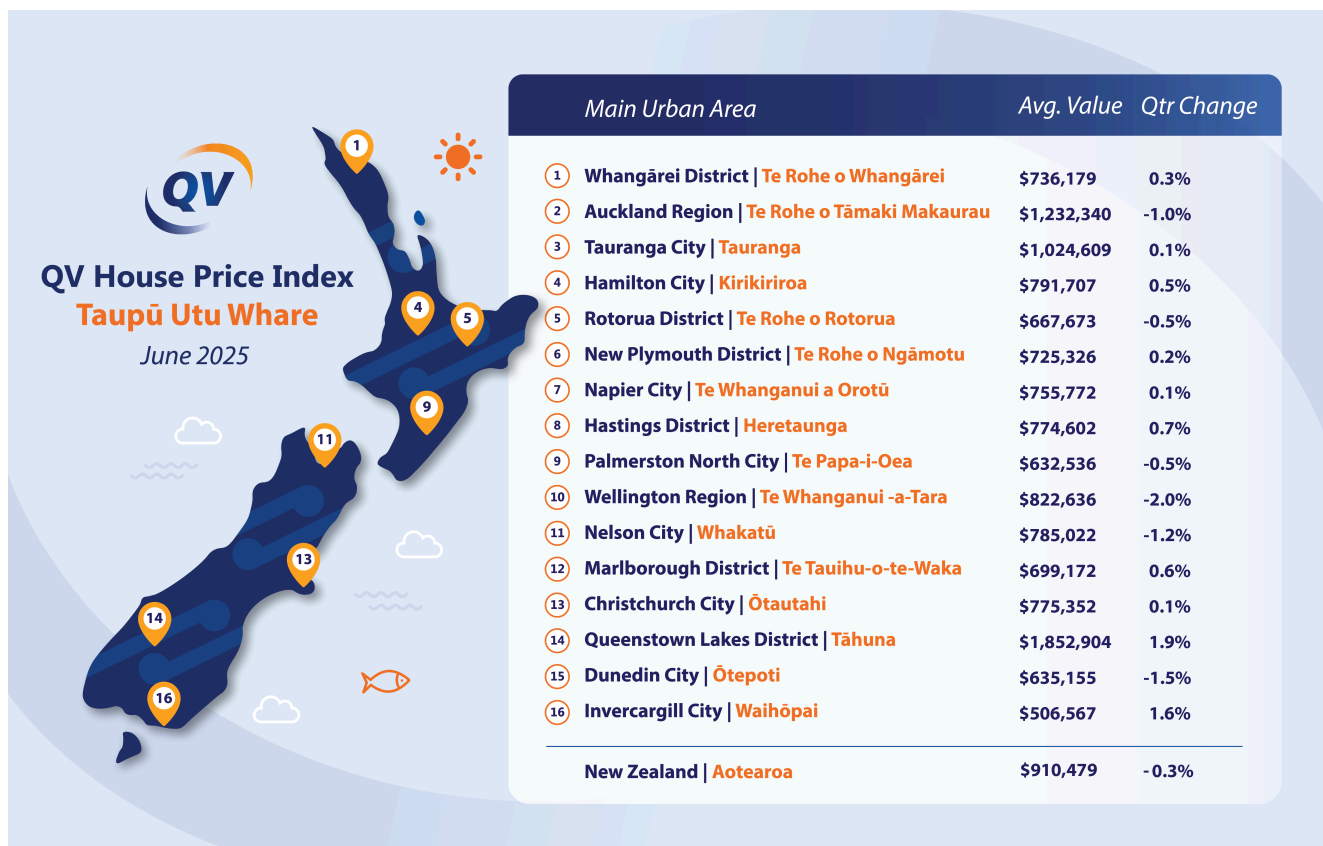 QV
QV House Price Index
Taupū Utu Whare
June 2025
1
4
5
9
11
13
14
16
Main Urban Area Avg. Value Qtr Change
1 Whangārei District | Te Rohe o Whangārei $736,179 0.3%
2 Auckland Region | Te Rohe o Tāmaki Makaurau $1,232,340 -1.0%
3 Tauranga City | Tauranga $1,024,609 0.1%
4 Hamilton City | Kirikiriroa $791,707 0.5%
5 Rotorua District | Te Rohe o Rotorua $667,673 -0.5%
6 New Plymouth District | Te Rohe o Ngāmotu $725,326 0.2%
7 Napier City | Te Whanganui a Orotū $755,772 0.1%
8 Hastings District | Heretaunga $774,602 0.7%
9 Palmerston North City | Te Papa-i-Oea $632,536 -0.5%
10 Wellington Region | Te Whanganui -a-Tara $822,636 -2.0%
11 Nelson City | Whakatū $785,022 -1.2%
12 Marlborough District | Te Tauihu-o-te-Waka $699,172 0.6%
13 Christchurch City | Ōtautahi $775,352 0.1%
14 Queenstown Lakes District | Tāhuna $1,852,904 1.9%
15 Dunedin City | Ōtepoti $635,155 -1.5%
16 Invercargill City | Waihōpai $506,567 1.6%
New Zealand | Aotearoa $910,479 -0.3%